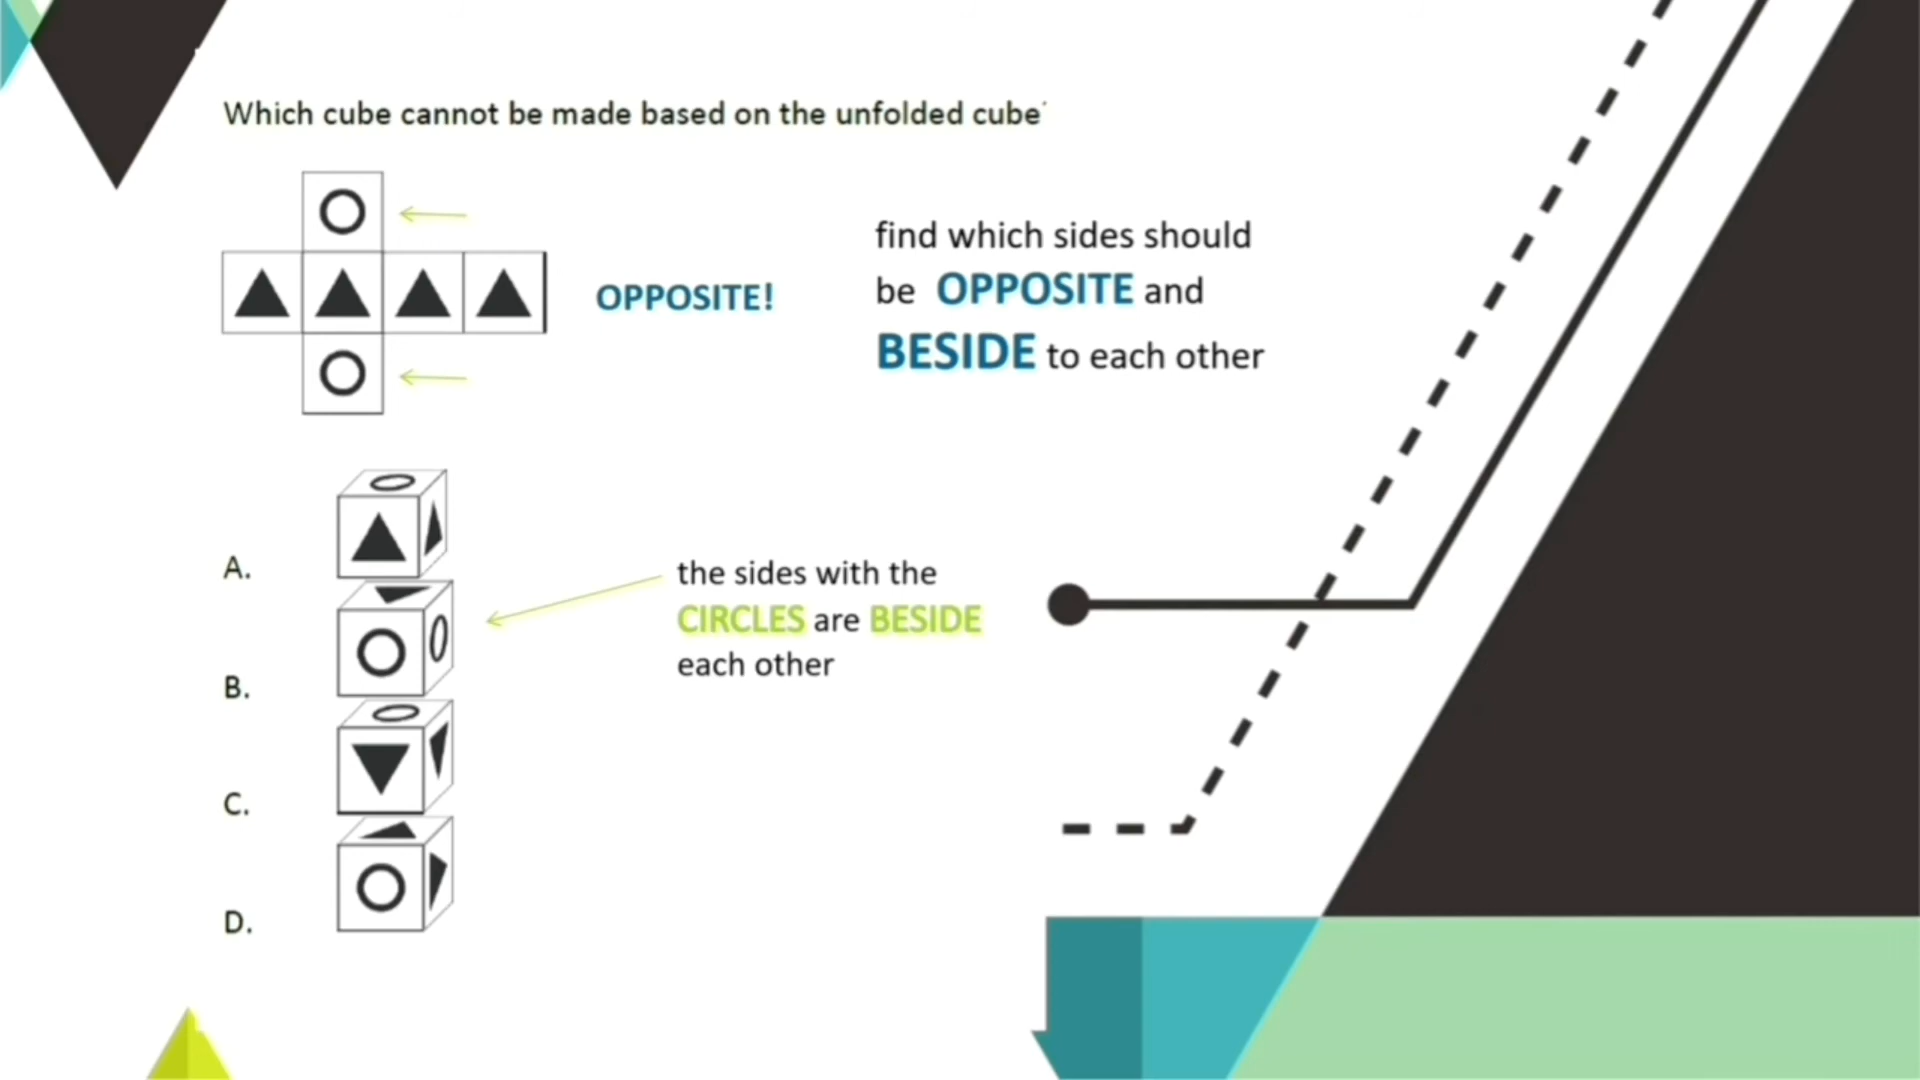 Which cube cannot be made based on the unfolded cube
OPPOSITE!
find which sides should
be OPPOSITE and
BESIDE to each other
A.
B.
C.
D.
the sides with the
CIRCLES are BESIDE
each other